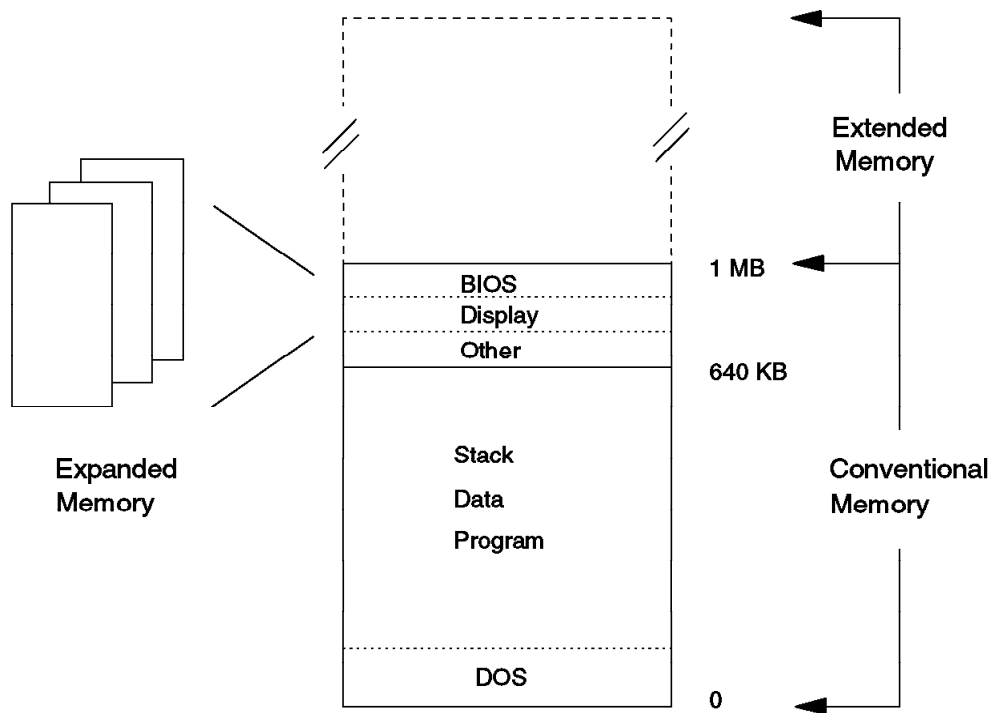 Extended
Memory
1 MB
BIOS
Display
Other
640 KB
Expanded
Memory
Stack
Data
Program
Conventional
Memory
DOS
0